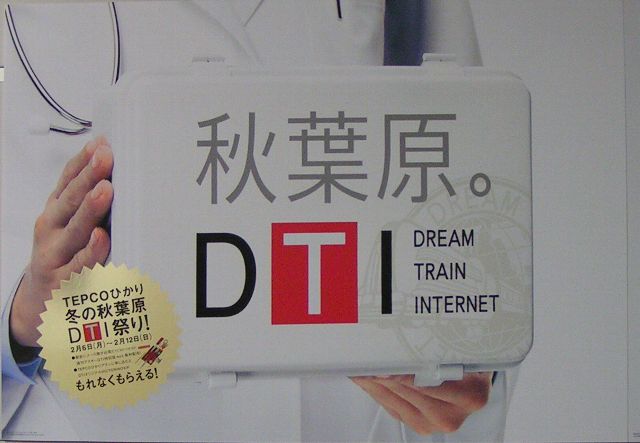 秋葉原。
DTI
DREAM
TRAIN
INTERNET
DREAM
TEPCOひかり
冬の秋葉原
DTI祭り!
2月6日(月)〜2月12日(日)
もれなくもらえる!